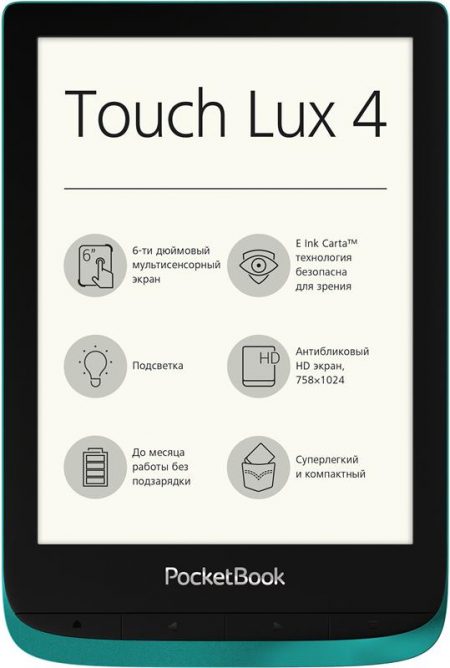 Touch Lux 4
6”
6-ти дюймовый
мультисенсорный
экран
E Ink Carta™
технология
безопасна
для зрения
Подсветка
HD
Антибликовый
HD экран,
758×1024
До месяца
работы без
подзарядки
Суперлегкий
и компактный
PocketBook